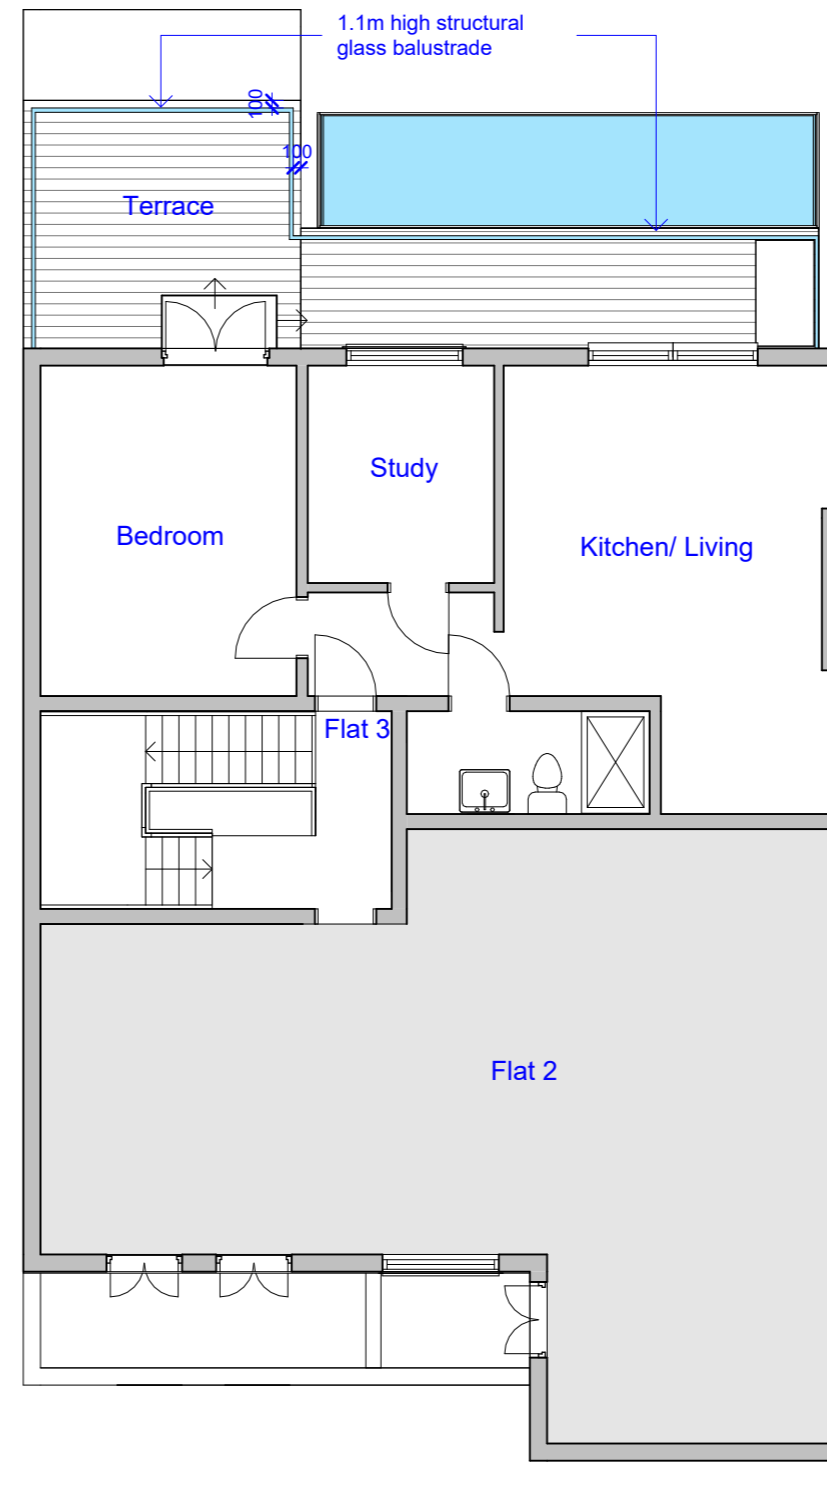 1.1m high structural
glass balustrade
100
100
Terrace
Study
Bedroom
Kitchen/ Living
Flat 3
Flat 2